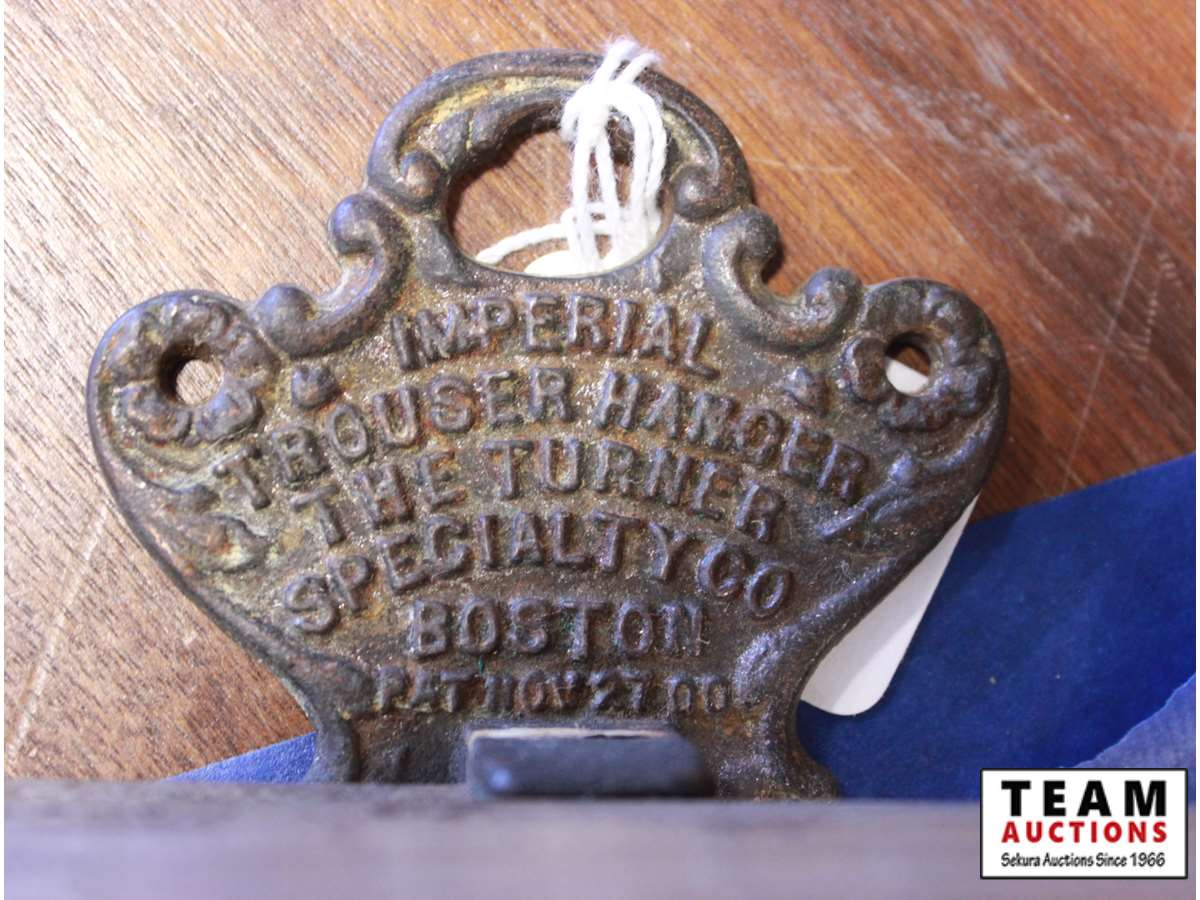 IMPERIAL
TROUSER HANGER
THE TURNER
SPECIALTY CO
BOSTON
PAT NOV 27 00
TEAM
AUCTIONS
Sekura Auctions Since 1966